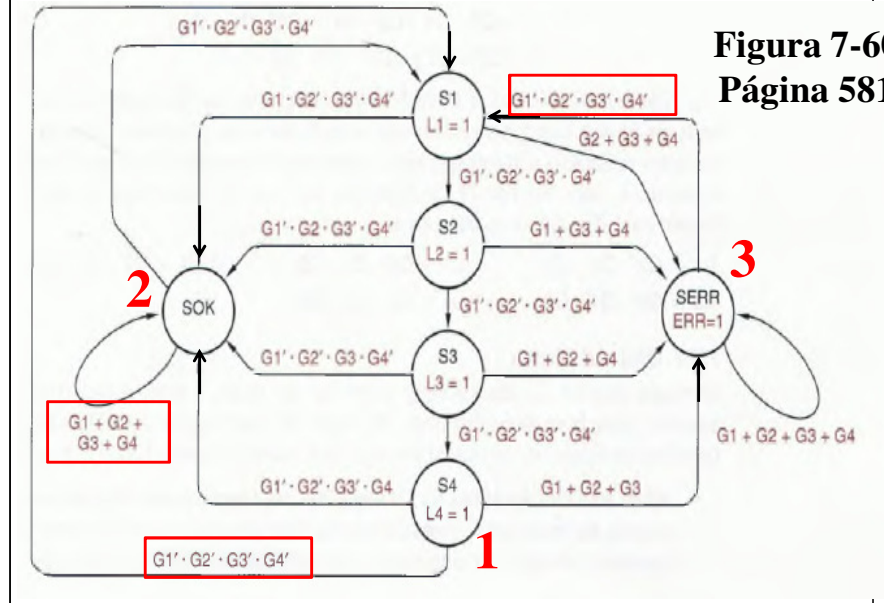 G1′ · G2′ · G3′ · G4′
Figura 7-60
Página 581
G1 · G2′ · G3′ · G4′
S1
L1 = 1
G1′ · G2′ · G3′ · G4′
G2 + G3 + G4
G1′ · G2′ · G3′ · G4′
G1′ · G2 · G3′ · G4′
S2
L2 = 1
G1 + G3 + G4
2
SOK
3
SERR
ERR=1
G1′ · G2′ · G3′ · G4′
G1′ · G2′ · G3 · G4′
S3
L3 = 1
G1 + G2 + G4
G1 + G2 +
G3 + G4
G1′ · G2′ · G3′ · G4′
G1 + G2 + G3 + G4
G1′ · G2′ · G3′ · G4
S4
L4 = 1
G1 + G2 + G3
1
G1′ · G2′ · G3′ · G4′